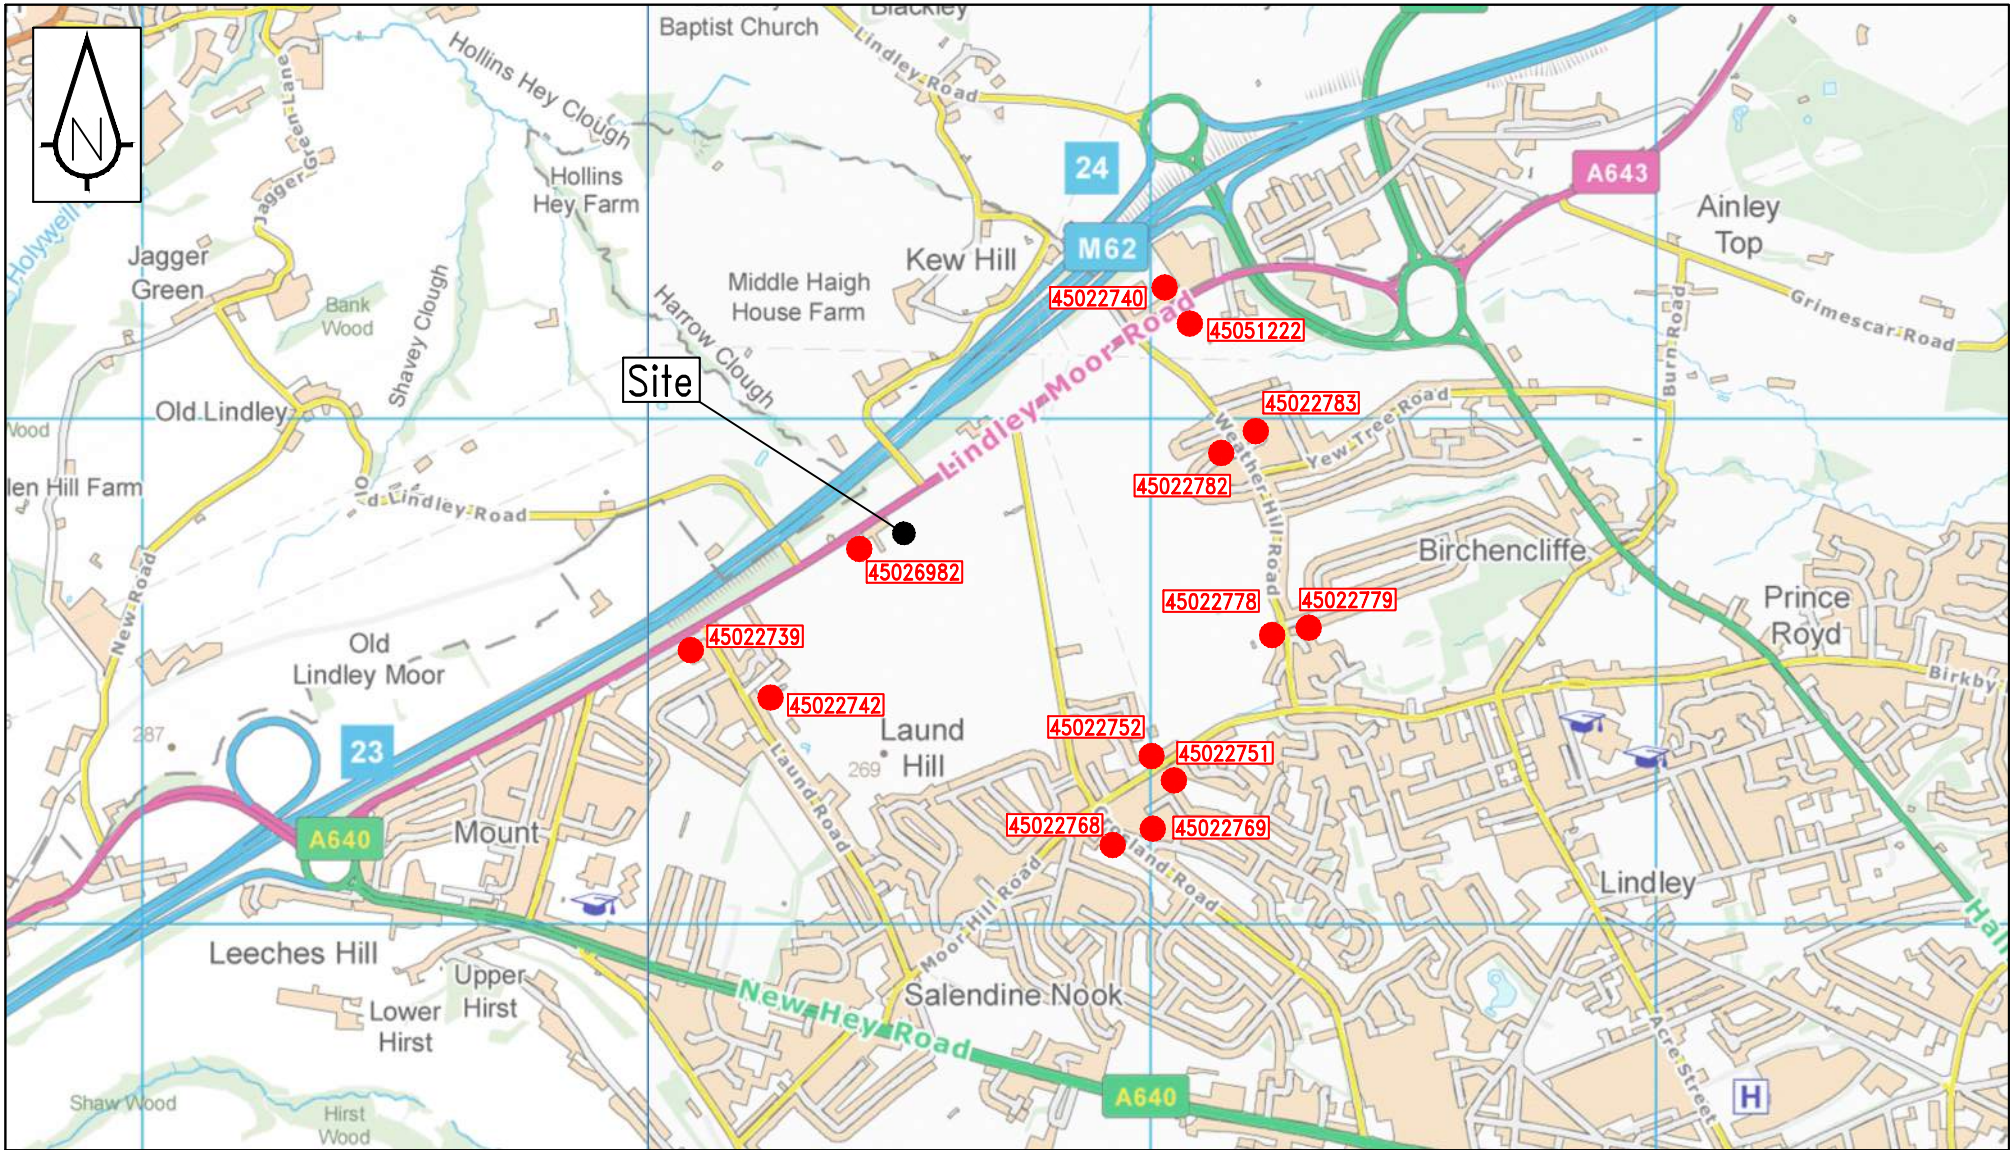 Baptist Church
Lindley Road
Hollins Hey Clough
Jagger Green Lane
N
24
A643
Hollins
Hey Farm
Ainley
Top
M62
Jagger
Green
Kew Hill
Middle Haigh
House Farm
Bank
Wood
Shavey Clough
Harrow Clough
45022740
45051222
Lindley Moor Road
Burn Road
Grimescar Road
Site
Old Lindley
45022783
Weather Hill Road
Yew Tree Road
45022782
Wood
len Hill Farm
Old Lindley Road
Birchencliffe
45026982
New Road
45022778
45022779
Prince
Royd
Old
Lindley Moor
45022739
Birkby
45022742
287
23
Laund
Hill
269
45022752
45022751
Laund Road
A640
Mount
45022768
45022769
Crosland Road
Moor Hill Road
Lindley
Leeches Hill
Upper
Hirst
Lower
Hirst
Salendine Nook
New Hey Road
Acre Street
Shaw Wood
Hirst
Wood
A640
H